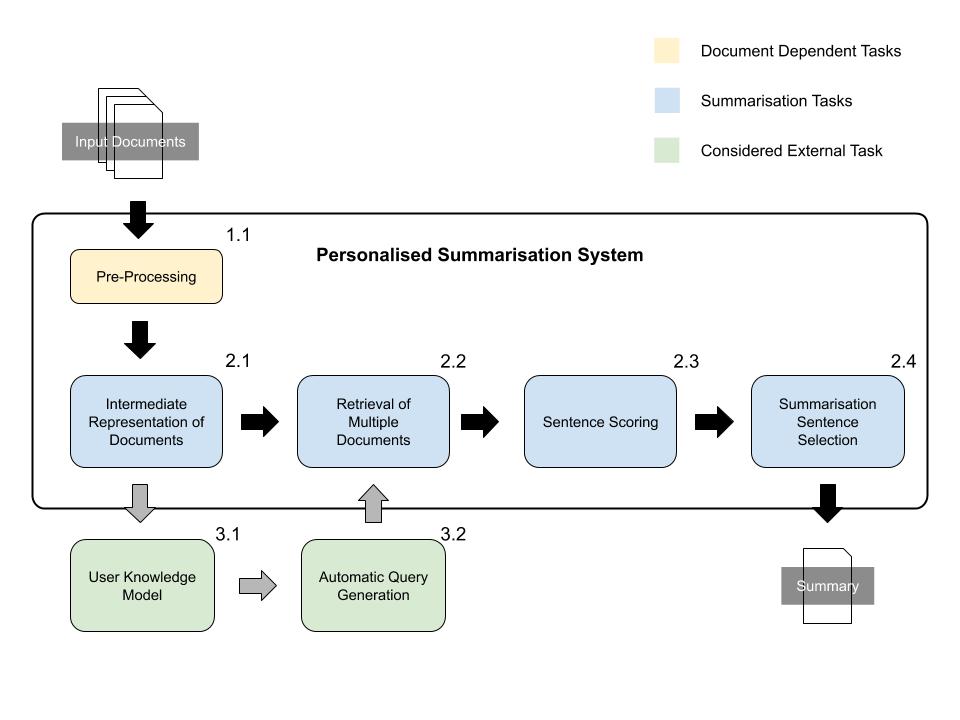 Document Dependent Tasks
Summarisation Tasks
Considered External Task
Input Documents
Personalised Summarisation System
1.1
Pre-Processing
2.1
Intermediate
Representation of
Documents
2.2
Retrieval of
Multiple
Documents
2.3
Sentence Scoring
2.4
Summarisation
Sentence
Selection
3.1
User Knowledge
Model
3.2
Automatic Query
Generation
Summary